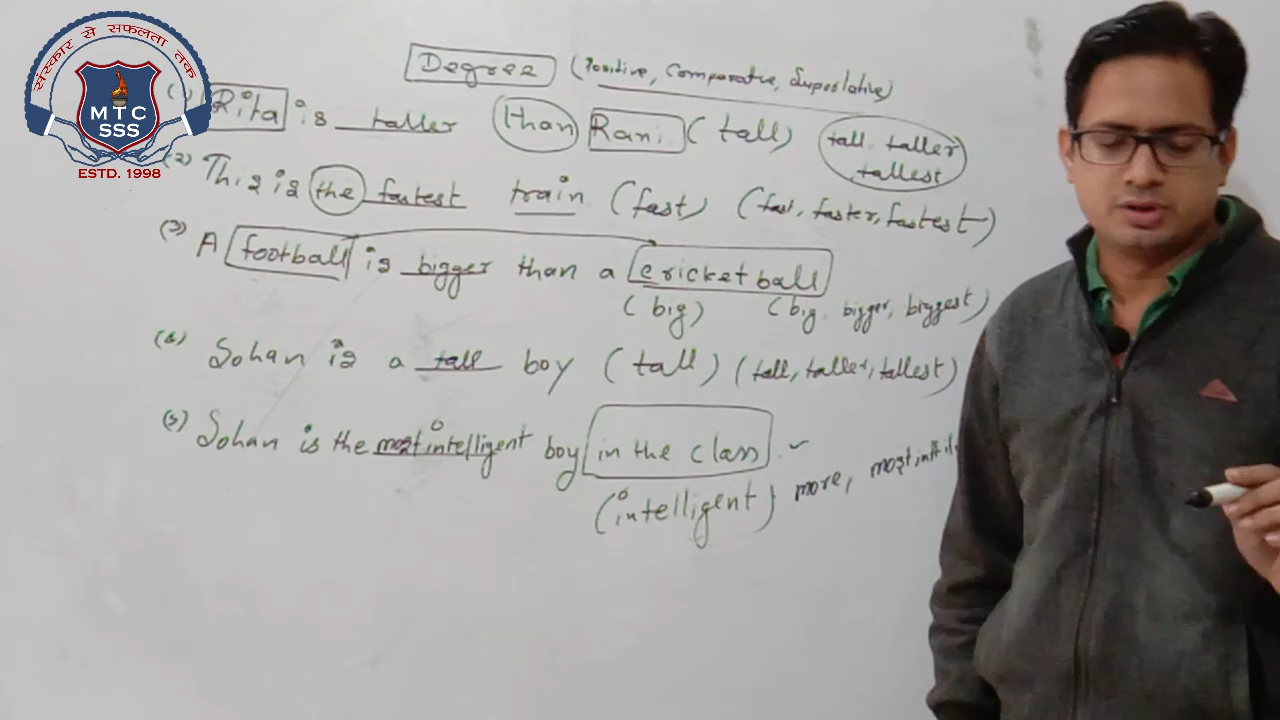 संस्कार से सफलता तक
MTC
SSS
ESTD. 1998
Degree (Positive, Comparative, Superlative)
(1) Rita is taller than Rani (tall) tall, taller, tallest
(2) This is the fastest train (fast) (fast, faster, fastest)
(3) A football is bigger than a cricket ball
(big) (big, bigger, biggest)
(4) Sohan is a tall boy (tall) (tall, taller, tallest)
(5) Sohan is the most intelligent boy in the class
(intelligent) more, most